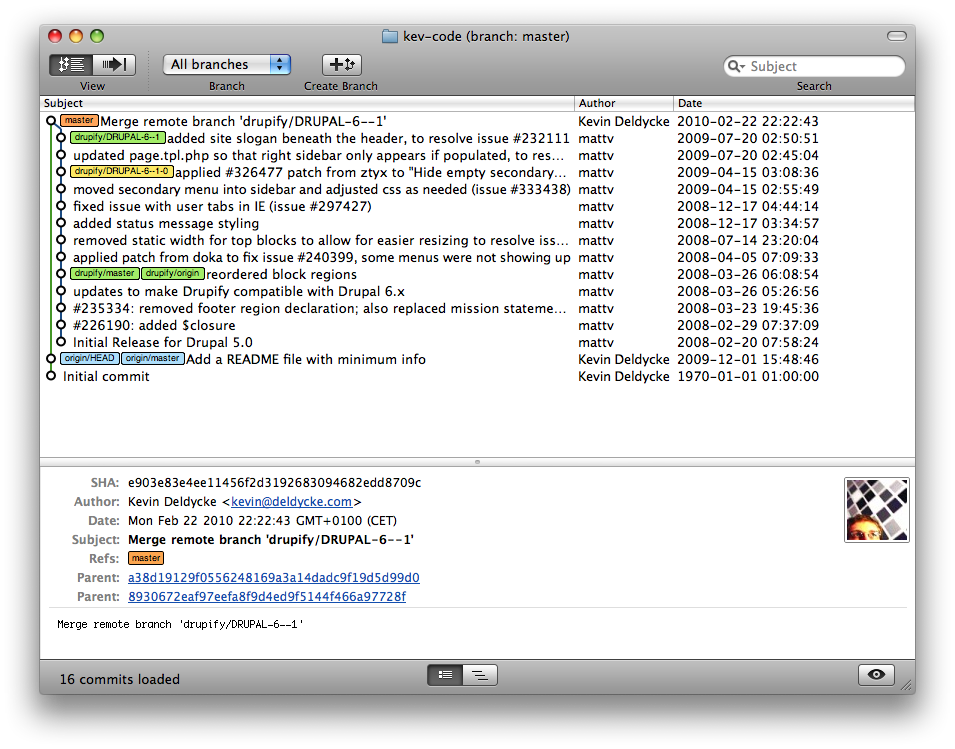 kev-code (branch: master)
All branches
Subject
View
Branch
Create Branch
Search
Subject Author Date
master Merge remote branch 'drupify/DRUPAL-6--1' Kevin Deldycke 2010-02-22 22:22:43
drupify/DRUPAL-6--1 added site slogan beneath the header, to resolve issue #232111 mattv 2009-07-20 02:50:51
updated page.tpl.php so that right sidebar only appears if populated, to res... mattv 2009-07-20 02:45:04
drupify/DRUPAL-6--1-0 applied #326477 patch from ztyx to "Hide empty secondary... mattv 2009-04-15 03:08:36
moved secondary menu into sidebar and adjusted css as needed (issue #333438) mattv 2009-04-15 02:55:49
fixed issue with user tabs in IE (issue #297427) mattv 2008-12-17 04:44:14
added status message styling mattv 2008-12-17 03:34:57
removed static width for top blocks to allow for easier resizing to resolve iss... mattv 2008-07-14 23:20:04
applied patch from doka to fix issue #240399, some menus were not showing up mattv 2008-04-05 07:09:33
drupify/master drupify/origin reordered block regions mattv 2008-03-26 06:08:54
updates to make Drupify compatible with Drupal 6.x mattv 2008-03-26 05:26:56
#235334: removed footer region declaration; also replaced mission stateme... mattv 2008-03-23 19:45:36
#226190: added $closure mattv 2008-02-29 07:37:09
Initial Release for Drupal 5.0 mattv 2008-02-20 07:58:24
origin/HEAD origin/master Add a README file with minimum info Kevin Deldycke 2009-12-01 15:48:46
Initial commit Kevin Deldycke 1970-01-01 01:00:00
SHA: e903e83e4ee11456f2d3192683094682edd8709c
Author: Kevin Deldycke <kevin@deldycke.com>
Date: Mon Feb 22 2010 22:22:43 GMT+0100 (CET)
Subject: Merge remote branch 'drupify/DRUPAL-6--1'
Refs: master
Parent: a38d19129f0556248169a3a14dadc9f19d5d99d0
Parent: 8930672eaf97eefa8f9d4ed9f5144f466a97728f
Merge remote branch 'drupify/DRUPAL-6--1'
16 commits loaded